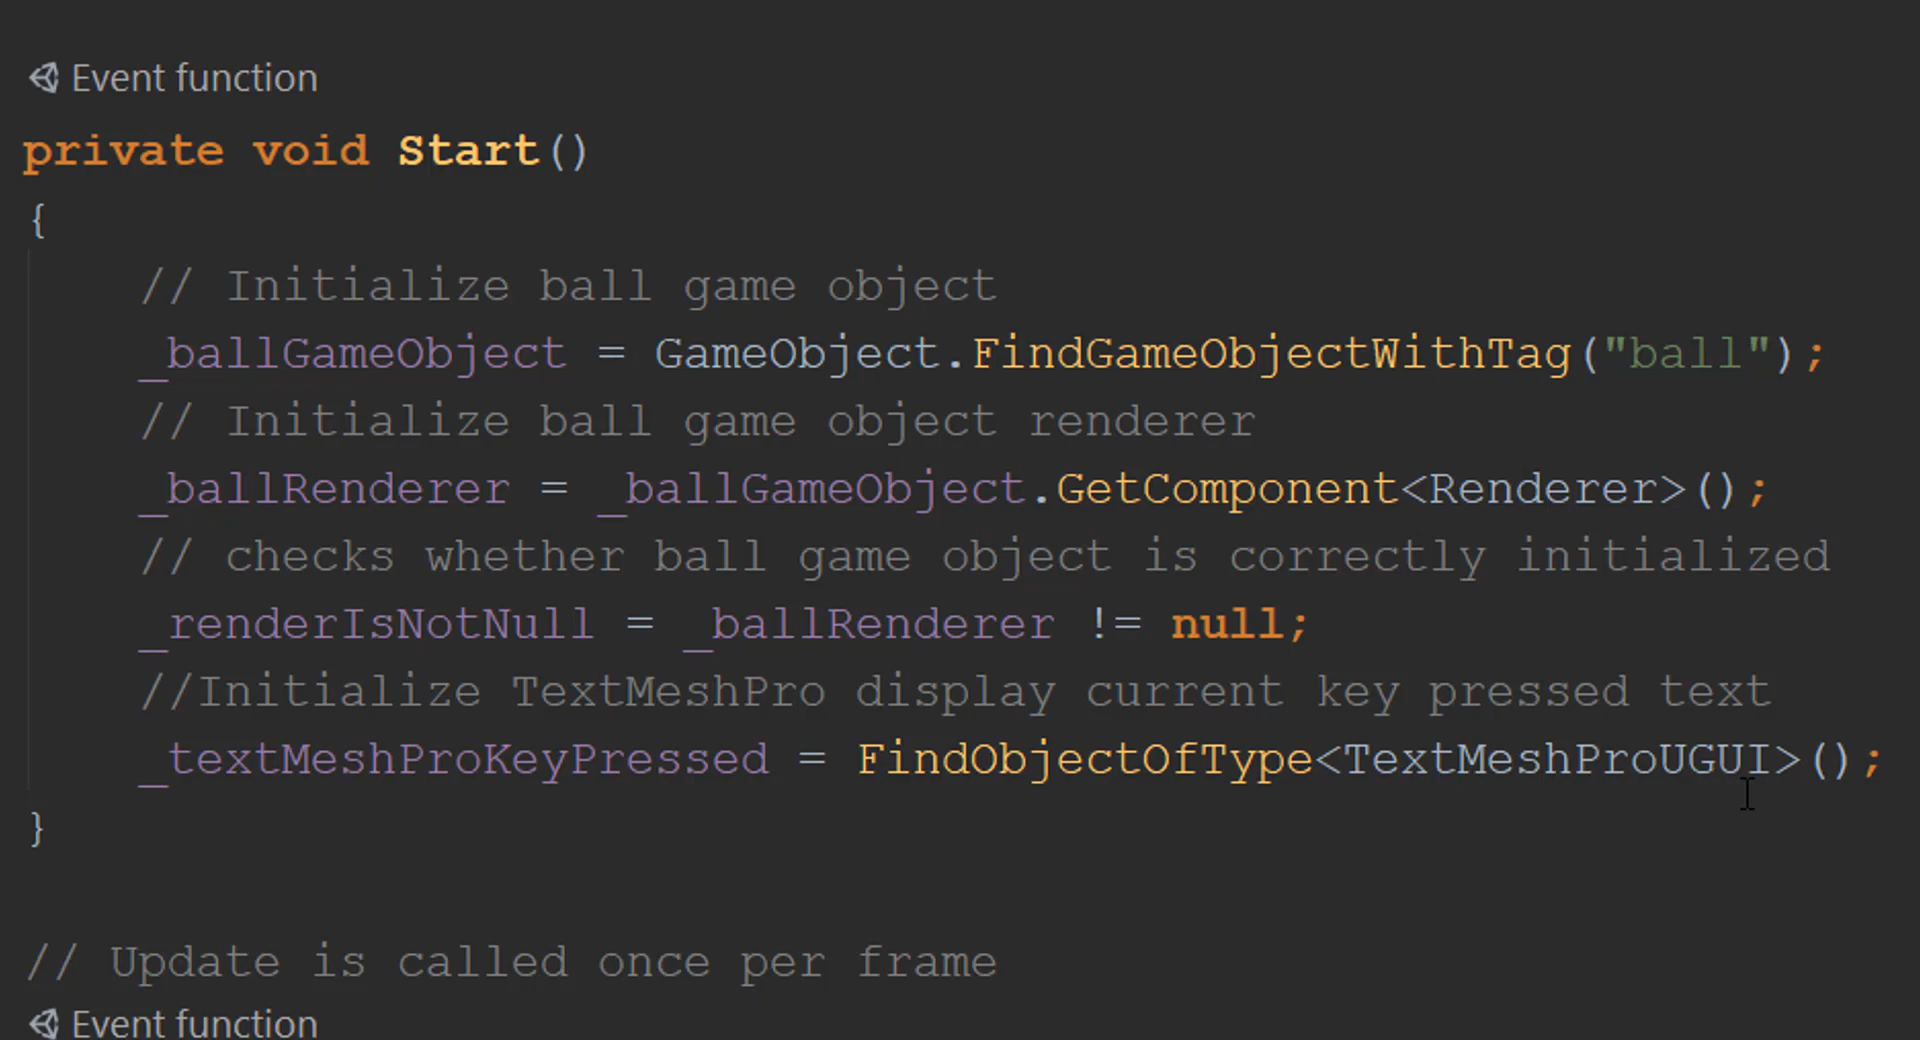 Event function
private void Start()
{
// Initialize ball game object
_ballGameObject = GameObject.FindGameObjectWithTag("ball");
// Initialize ball game object renderer
_ballRenderer = _ballGameObject.GetComponent<Renderer>();
// checks whether ball game object is correctly initialized
_renderIsNotNull = _ballRenderer != null;
//Initialize TextMeshPro display current key pressed text
_textMeshProKeyPressed = FindObjectOfType<TextMeshProUGUI>();
}
// Update is called once per frame
Event function